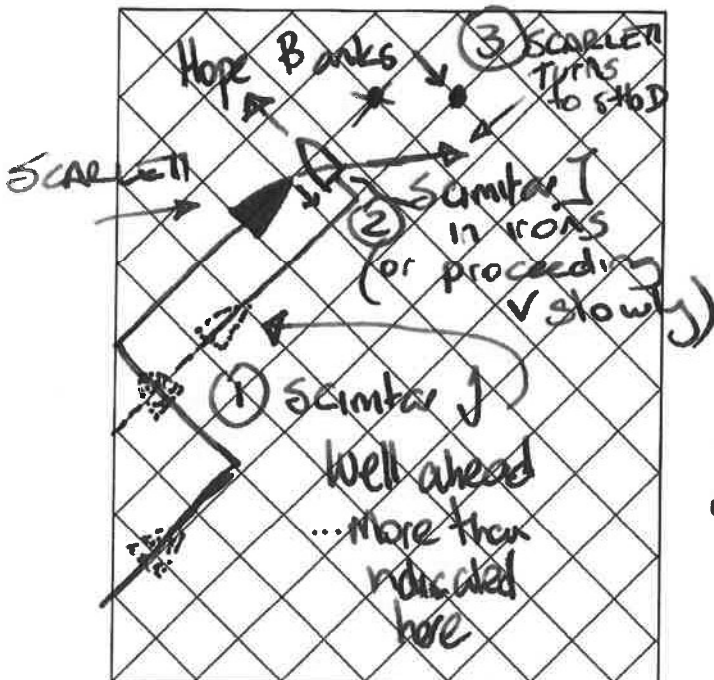 Hope Banks
③ SCARLETT
TURNS
to StbD
SCARLETT
② Scimitar J
in irons
(or proceeding
v slowly)
① Scimitar J
Well ahead
...More than
ndicated
here